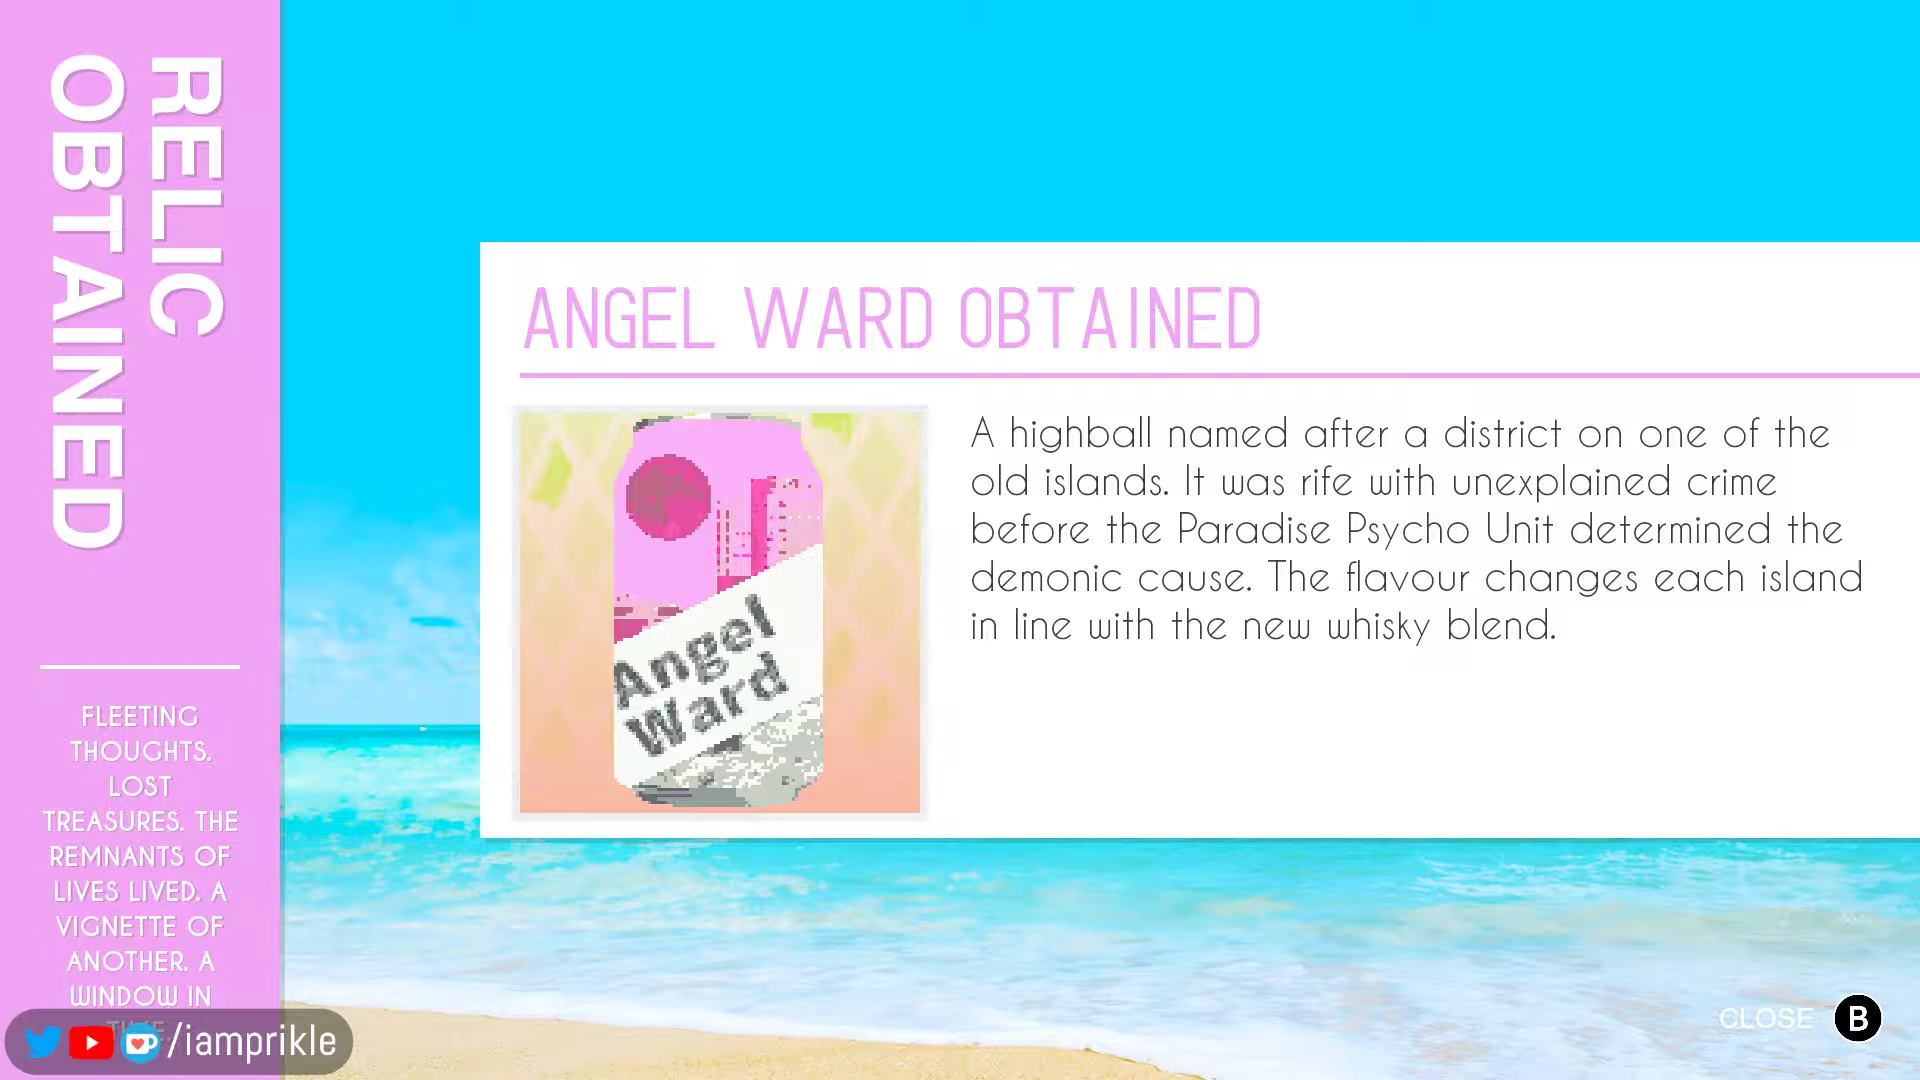 RELIC
OBTAINED
FLEETING
THOUGHTS.
LOST
TREASURES. THE
REMNANTS OF
LIVES LIVED. A
VIGNETTE OF
ANOTHER. A
WINDOW IN
TIME.
ANGEL WARD OBTAINED
Angel
Ward
A highball named after a district on one of the
old islands. It was rife with unexplained crime
before the Paradise Psycho Unit determined the
demonic cause. The flavour changes each island
in line with the new whisky blend.
/iamprikle
CLOSE B